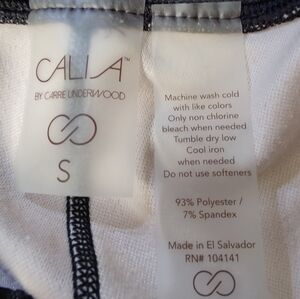 CALIA™
BY CARRIE UNDERWOOD
S
Machine wash cold
with like colors
Only non chlorine
bleach when needed
Tumble dry low
Cool iron
when needed
Do not use softeners
93% Polyester /
7% Spandex
Made in El Salvador
RN# 104141